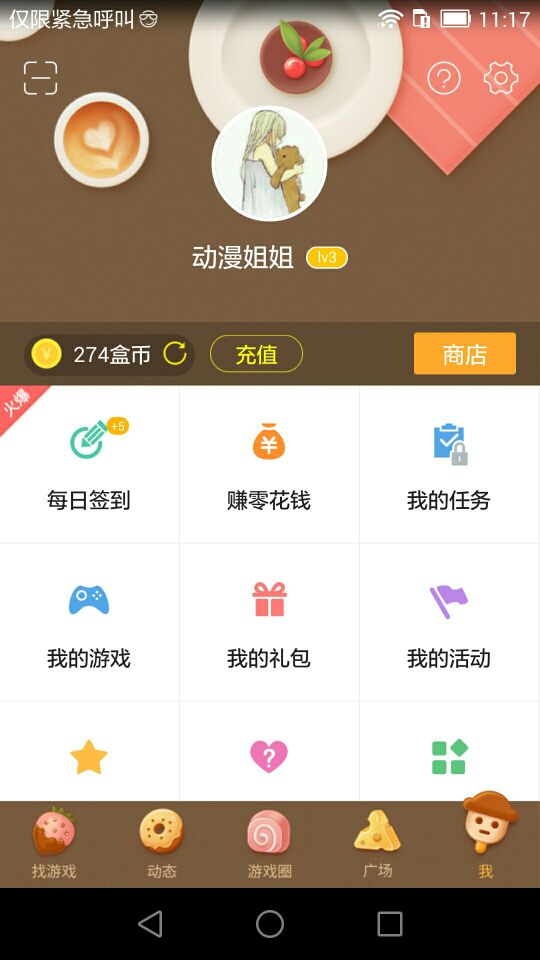 仅限紧急呼叫
11:17
动漫姐姐 lv3
274盒币 充值 商店
火爆
+5
每日签到 赚零花钱 我的任务
我的游戏 我的礼包 我的活动
找游戏 动态 游戏圈 广场 我